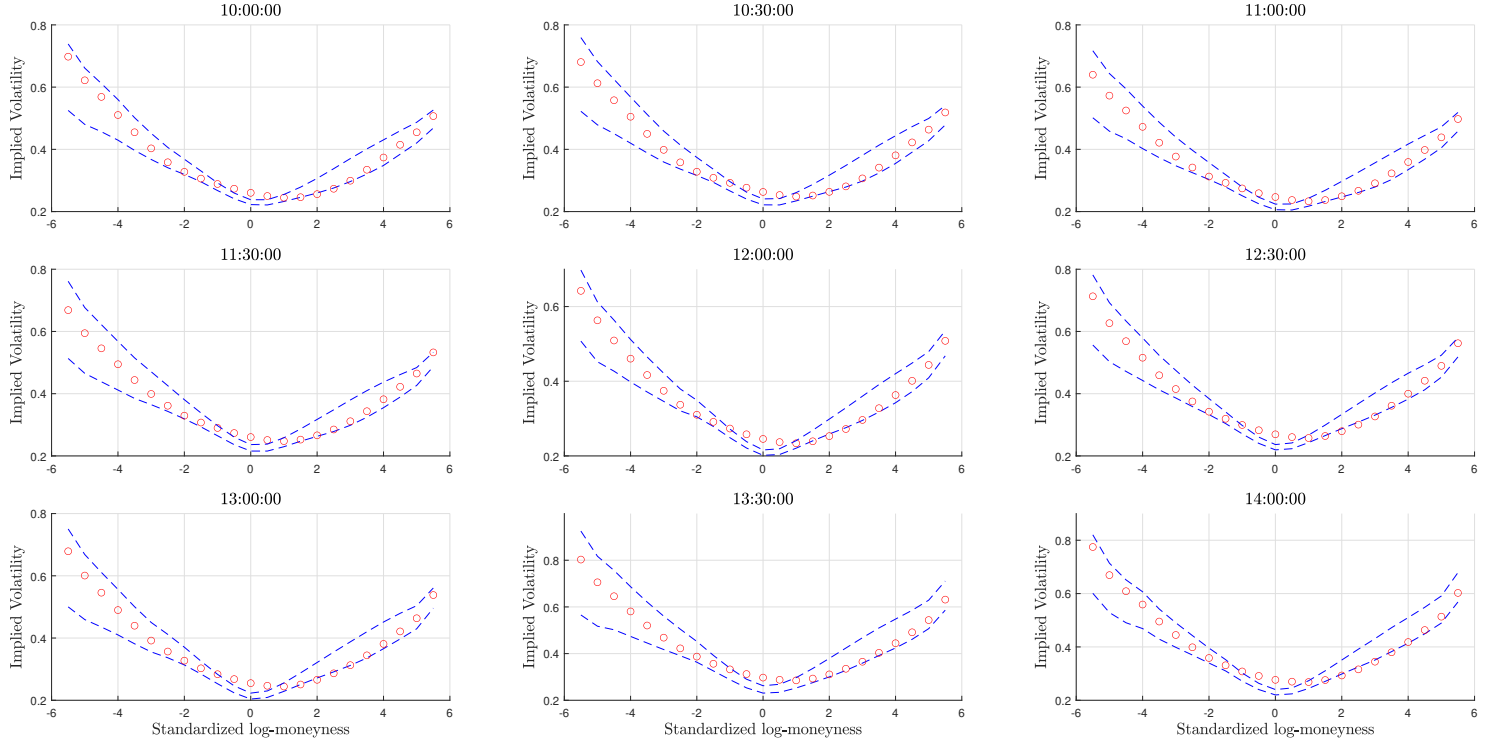 10:00:00 10:30:00 11:00:00
Implied Volatility Implied Volatility Implied Volatility
0.8 0.8 0.8
0.6 0.6 0.6
0.4 0.4 0.4
0.2 0.2 0.2
-6 -4 -2 0 2 4 6 -6 -4 -2 0 2 4 6 -6 -4 -2 0 2 4 6
11:30:00 12:00:00 12:30:00
Implied Volatility Implied Volatility Implied Volatility
0.8 0.8
0.6 0.6 0.6
0.4 0.4 0.4
0.2 0.2 0.2
-6 -4 -2 0 2 4 6 -6 -4 -2 0 2 4 6 -6 -4 -2 0 2 4 6
13:00:00 13:30:00 14:00:00
Implied Volatility Implied Volatility Implied Volatility
0.8 0.8 0.8
0.6 0.6 0.6
0.4 0.4 0.4
0.2 0.2 0.2
-6 -4 -2 0 2 4 6 -6 -4 -2 0 2 4 6 -6 -4 -2 0 2 4 6
Standardized log-moneyness Standardized log-moneyness Standardized log-moneyness